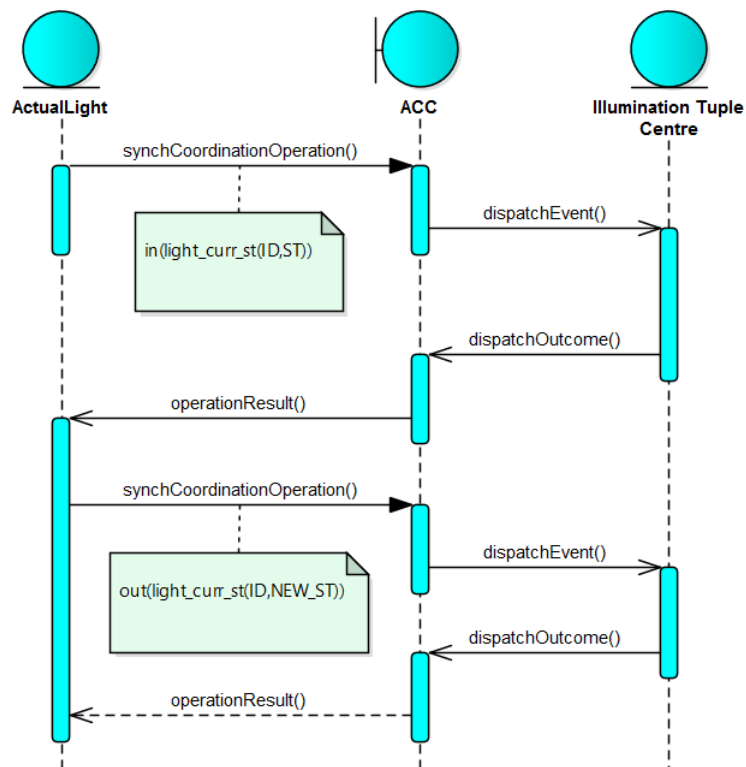 ActualLight
ACC
Illumination Tuple
Centre
synchCoordinationOperation()
dispatchEvent()
in(light_curr_st(ID,ST))
dispatchOutcome()
operationResult()
synchCoordinationOperation()
dispatchEvent()
out(light_curr_st(ID,NEW_ST))
dispatchOutcome()
operationResult()